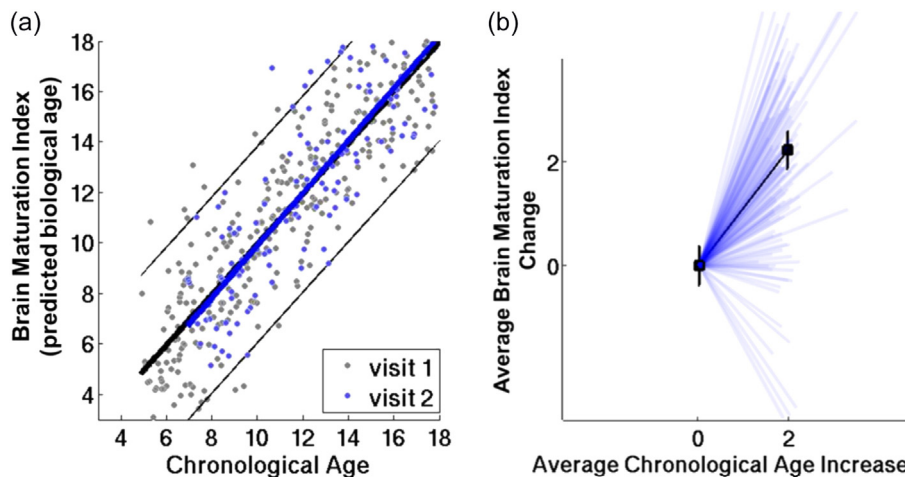 (a)
Brain Maturation Index
(predicted biological age)
18
16
14
12
10
8
6
4
4 6 8 10 12 14 16 18
Chronological Age
visit 1
visit 2
(b)
Average Brain Maturation Index
Change
2
0
0 2
Average Chronological Age Increase